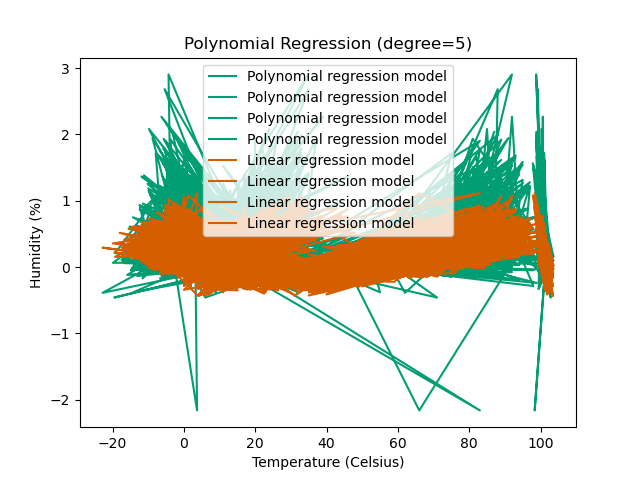 Polynomial Regression (degree=5)
Polynomial regression model
Polynomial regression model
Polynomial regression model
Polynomial regression model
Linear regression model
Linear regression model
Linear regression model
Linear regression model
Humidity (%)
3
2
1
0
−1
−2
−20 0 20 40 60 80 100
Temperature (Celsius)